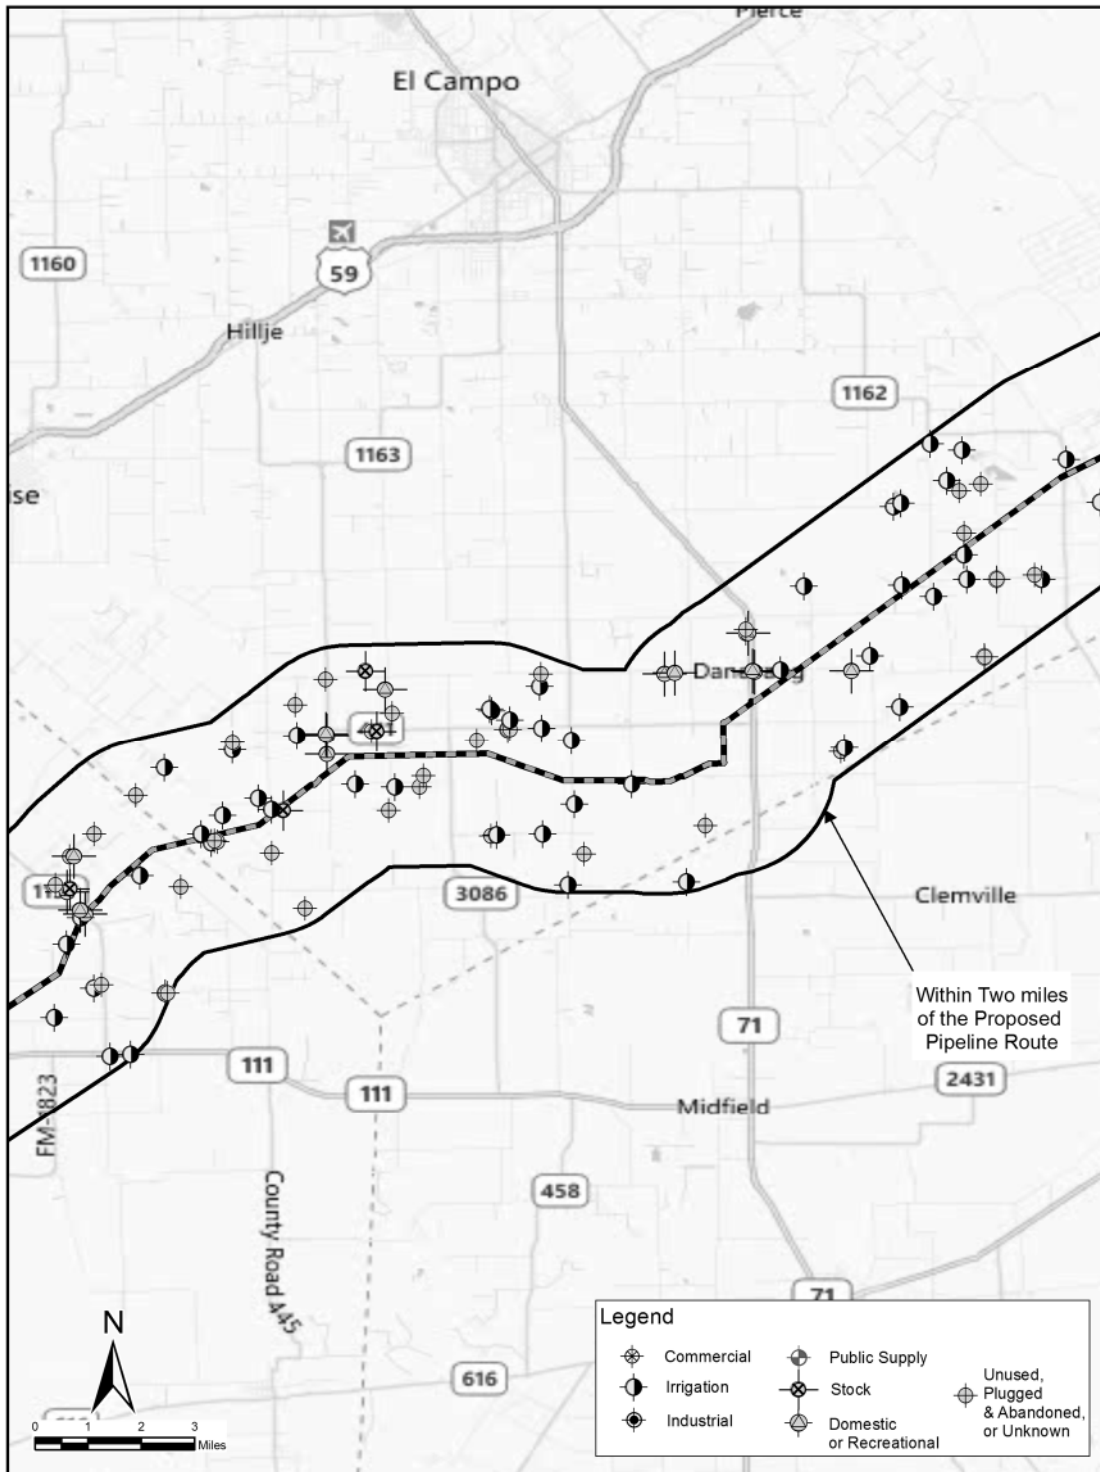 Pierce
El Campo
1160
59
Hillje
1162
1163
ise
Danevang
441
3086
Clemville
Within Two miles
of the Proposed
Pipeline Route
71
111
111
2431
FM-1823
Midfield
458
County Road 445
71
616
N
0 1 2 3
Miles
Legend
Commercial
Irrigation
Industrial
Public Supply
Stock
Domestic
or Recreational
Unused,
Plugged
& Abandoned,
or Unknown